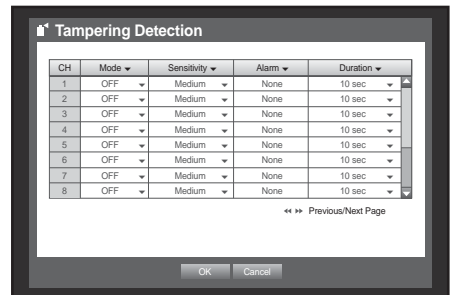 Tampering Detection
CH Mode Sensitivity Alarm Duration
1 OFF Medium None 10 sec
2 OFF Medium None 10 sec
3 OFF Medium None 10 sec
4 OFF Medium None 10 sec
5 OFF Medium None 10 sec
6 OFF Medium None 10 sec
7 OFF Medium None 10 sec
8 OFF Medium None 10 sec
Previous/Next Page
OK Cancel